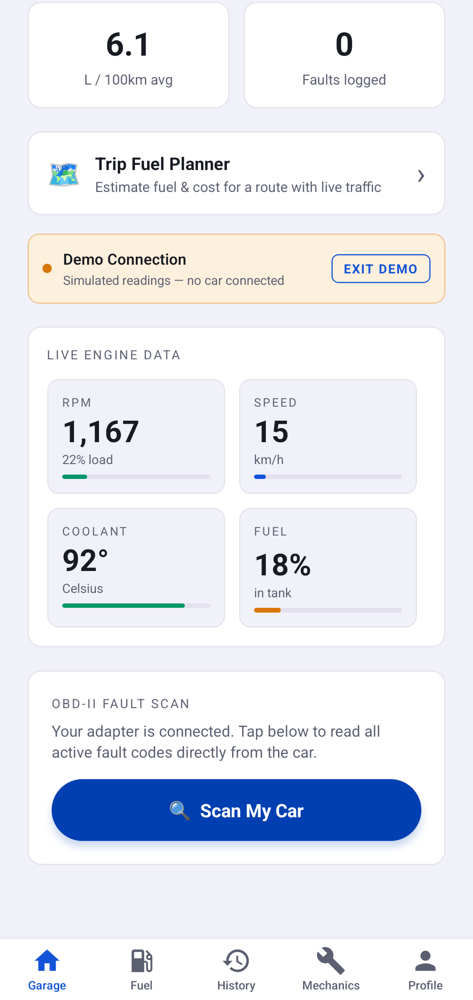 6.1
L / 100km avg
0
Faults logged
Trip Fuel Planner
Estimate fuel & cost for a route with live traffic
›
Demo Connection
Simulated readings — no car connected
EXIT DEMO
LIVE ENGINE DATA
RPM
1,167
22% load
SPEED
15
km/h
COOLANT
92°
Celsius
FUEL
18%
in tank
OBD-II FAULT SCAN
Your adapter is connected. Tap below to read all
active fault codes directly from the car.
Scan My Car
Garage
Fuel
History
Mechanics
Profile